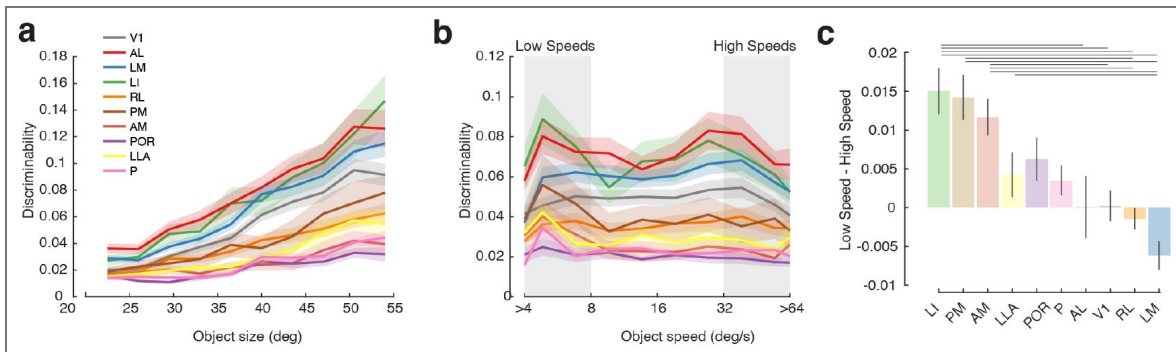 a
V1
AL
LM
LI
RL
PM
AM
POR
LLA
P
0.18
0.16
0.14
0.12
0.10
0.08
0.06
0.04
0.02
0
Discriminability
20 25 30 35 40 45 50 55
Object size (deg)
b
Low Speeds High Speeds
0.12
0.1
0.08
0.06
0.04
0.02
0
Discriminability
>4 8 16 32 >64
Object speed (deg/s)
c
0.02
0.015
0.01
0.005
0
-0.005
-0.01
Low Speed - High Speed
LI PM AM LLA POR P AL V1 RL LM